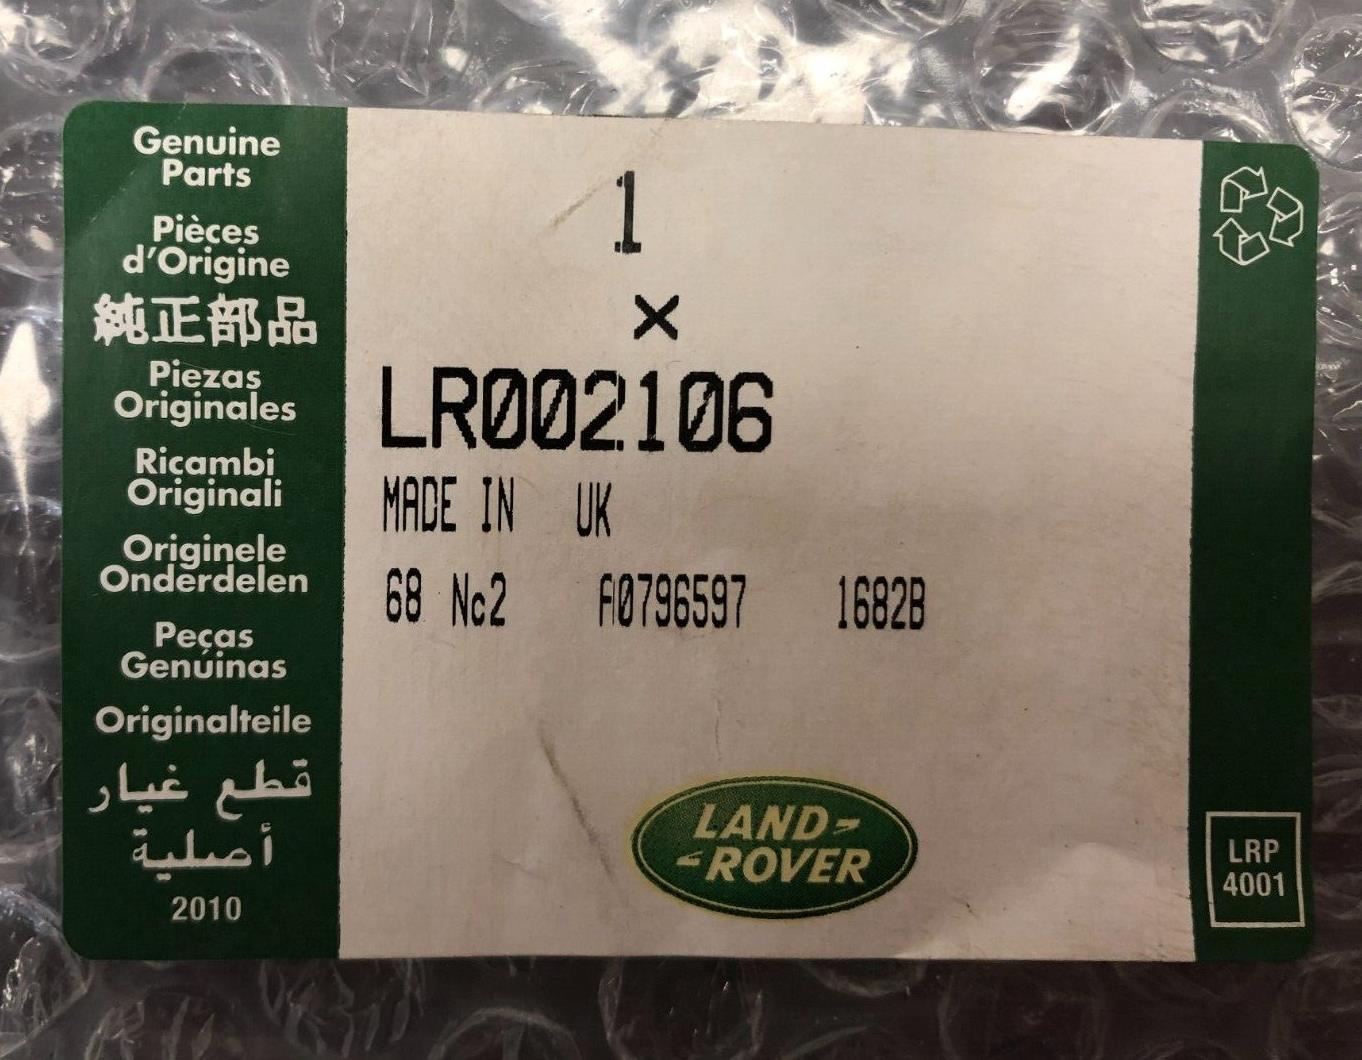 Genuine
Parts
Pièces
d'Origine
純正部品
Piezas
Originales
Ricambi
Originali
Originele
Onderdelen
Peças
Genúinas
Originalteile
قطع غيار
أصلية
2010
1
×
LR002106
MADE IN UK
68 Nc2 A0796597 1682B
LAND-
-ROVER
LRP
4001